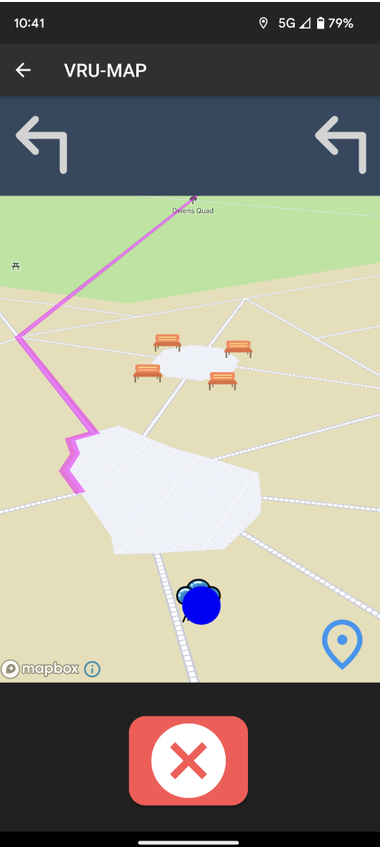 10:41
5G
79%
VRU-MAP
Owens Quad
mapbox